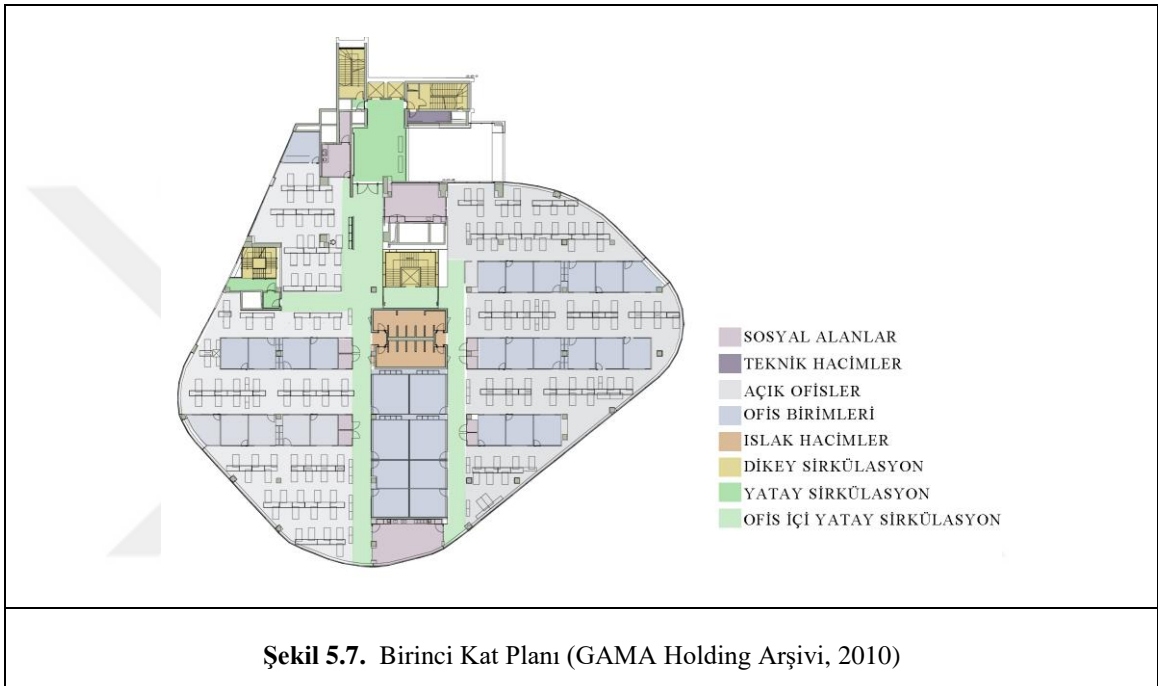 SOSYAL ALANLAR
TEKNİK HACİMLER
AÇIK OFİSLER
OFİS BİRİMLERİ
ISLAK HACİMLER
DİKEY SİRKÜLASYON
YATAY SİRKÜLASYON
OFİS İÇİ YATAY SİRKÜLASYON
Şekil 5.7. Birinci Kat Planı (GAMA Holding Arşivi, 2010)